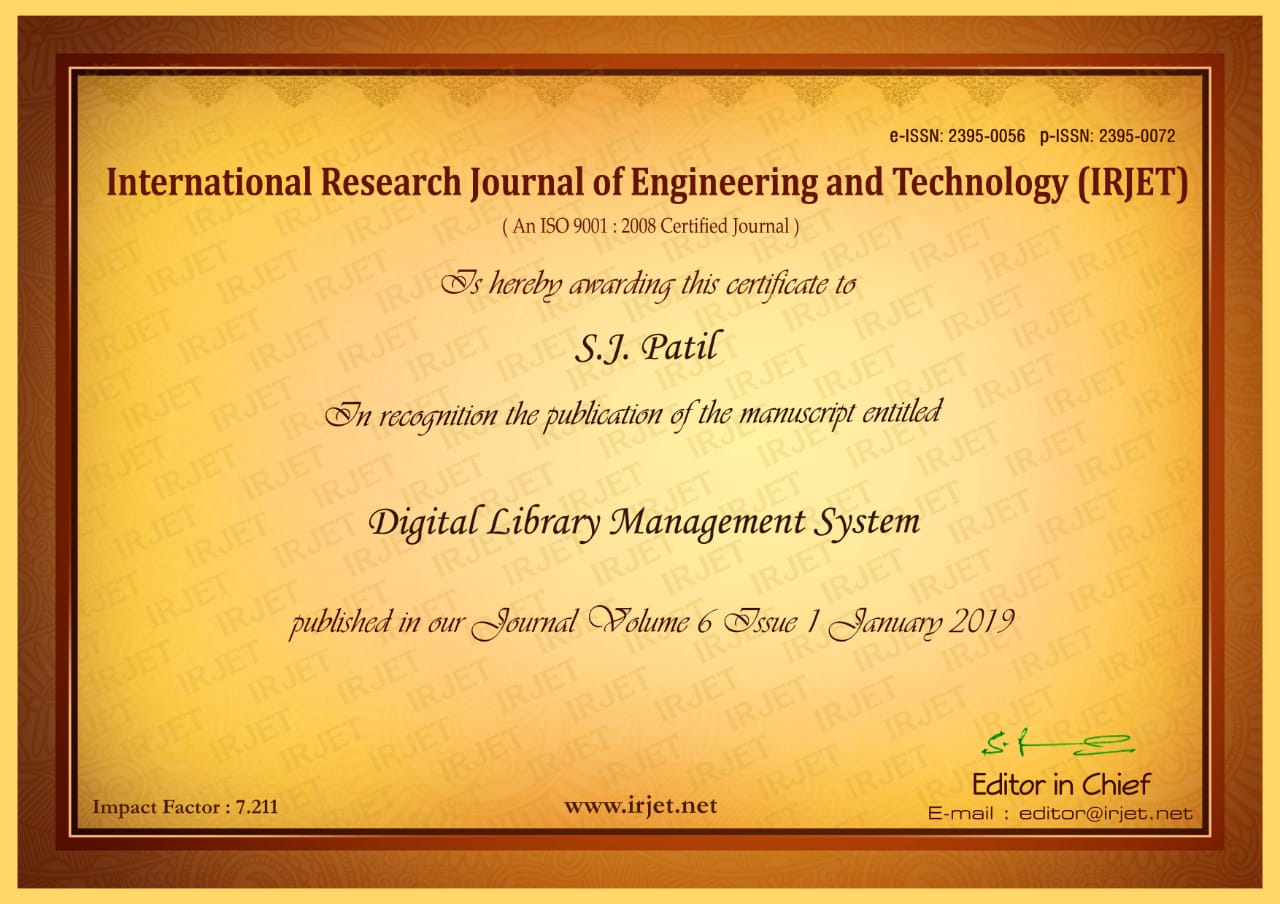 e-ISSN: 2395-0056 p-ISSN: 2395-0072
International Research Journal of Engineering and Technology (IRJET)
( An ISO 9001 : 2008 Certified Journal )
Is hereby awarding this certificate to
S.J. Patil
In recognition the publication of the manuscript entitled
Digital Library Management System
published in our Journal Volume 6 Issue 1 January 2019
Editor in Chief
Impact Factor : 7.211
www.irjet.net
E-mail : editor@irjet.net